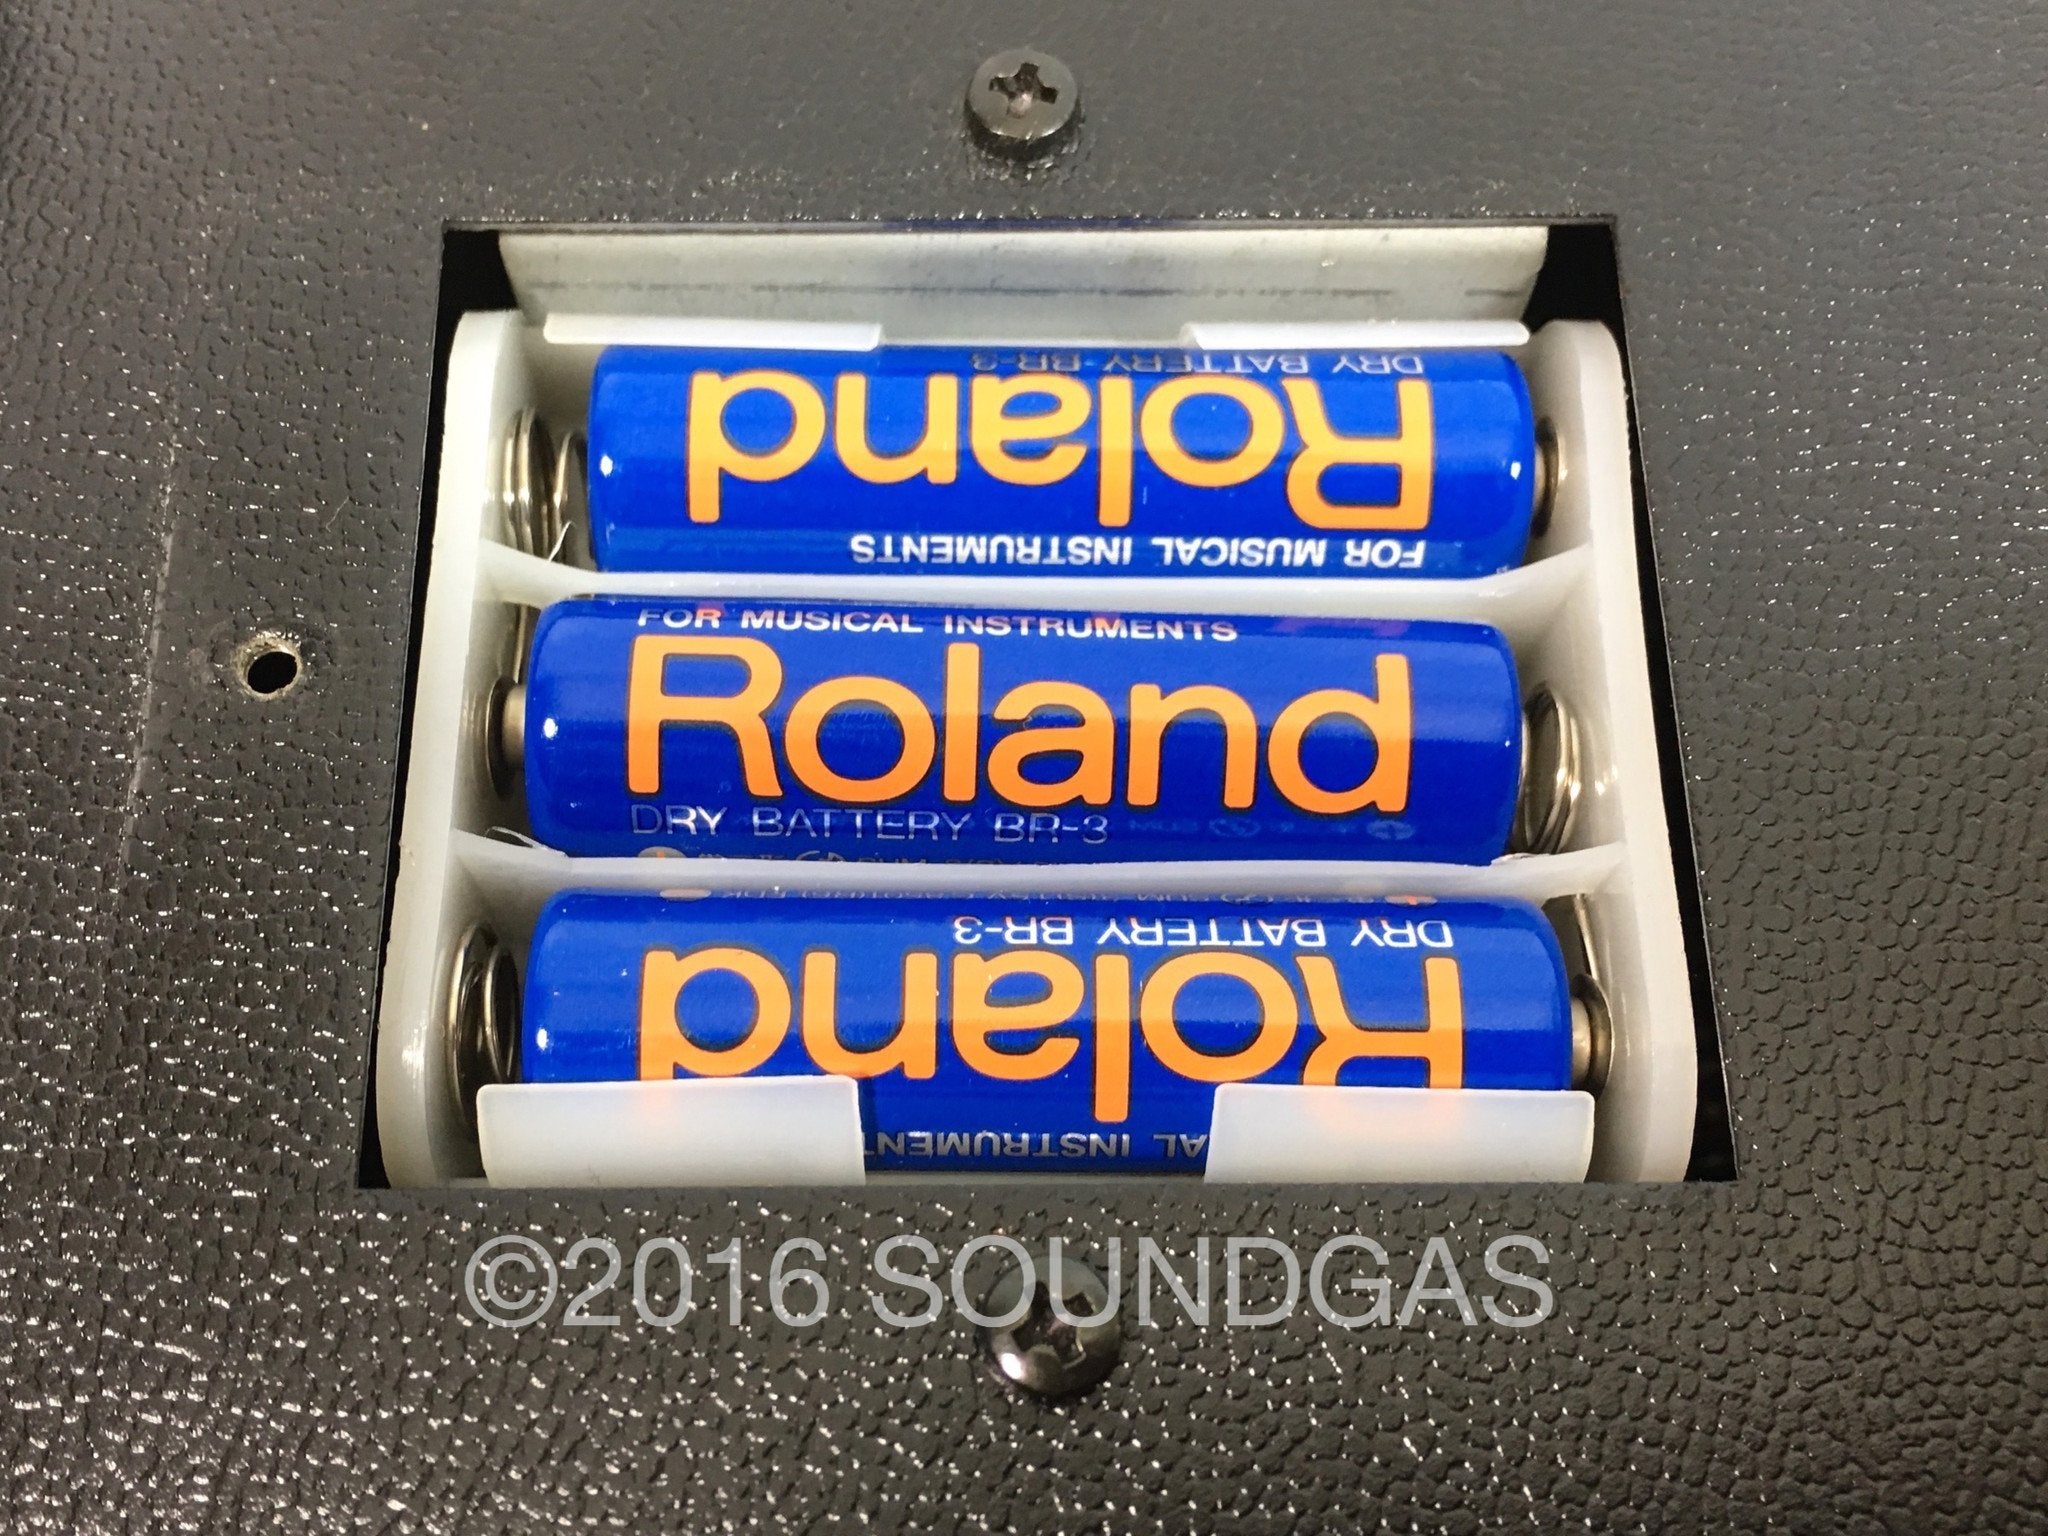 DRY BATTERY BR-3
Roland
FOR MUSICAL INSTRUMENTS
FOR MUSICAL INSTRUMENTS
Roland
DRY BATTERY BR-3
DRY BATTERY BR-3
Roland
AL INSTRUMEN
©2016 SOUNDGAS